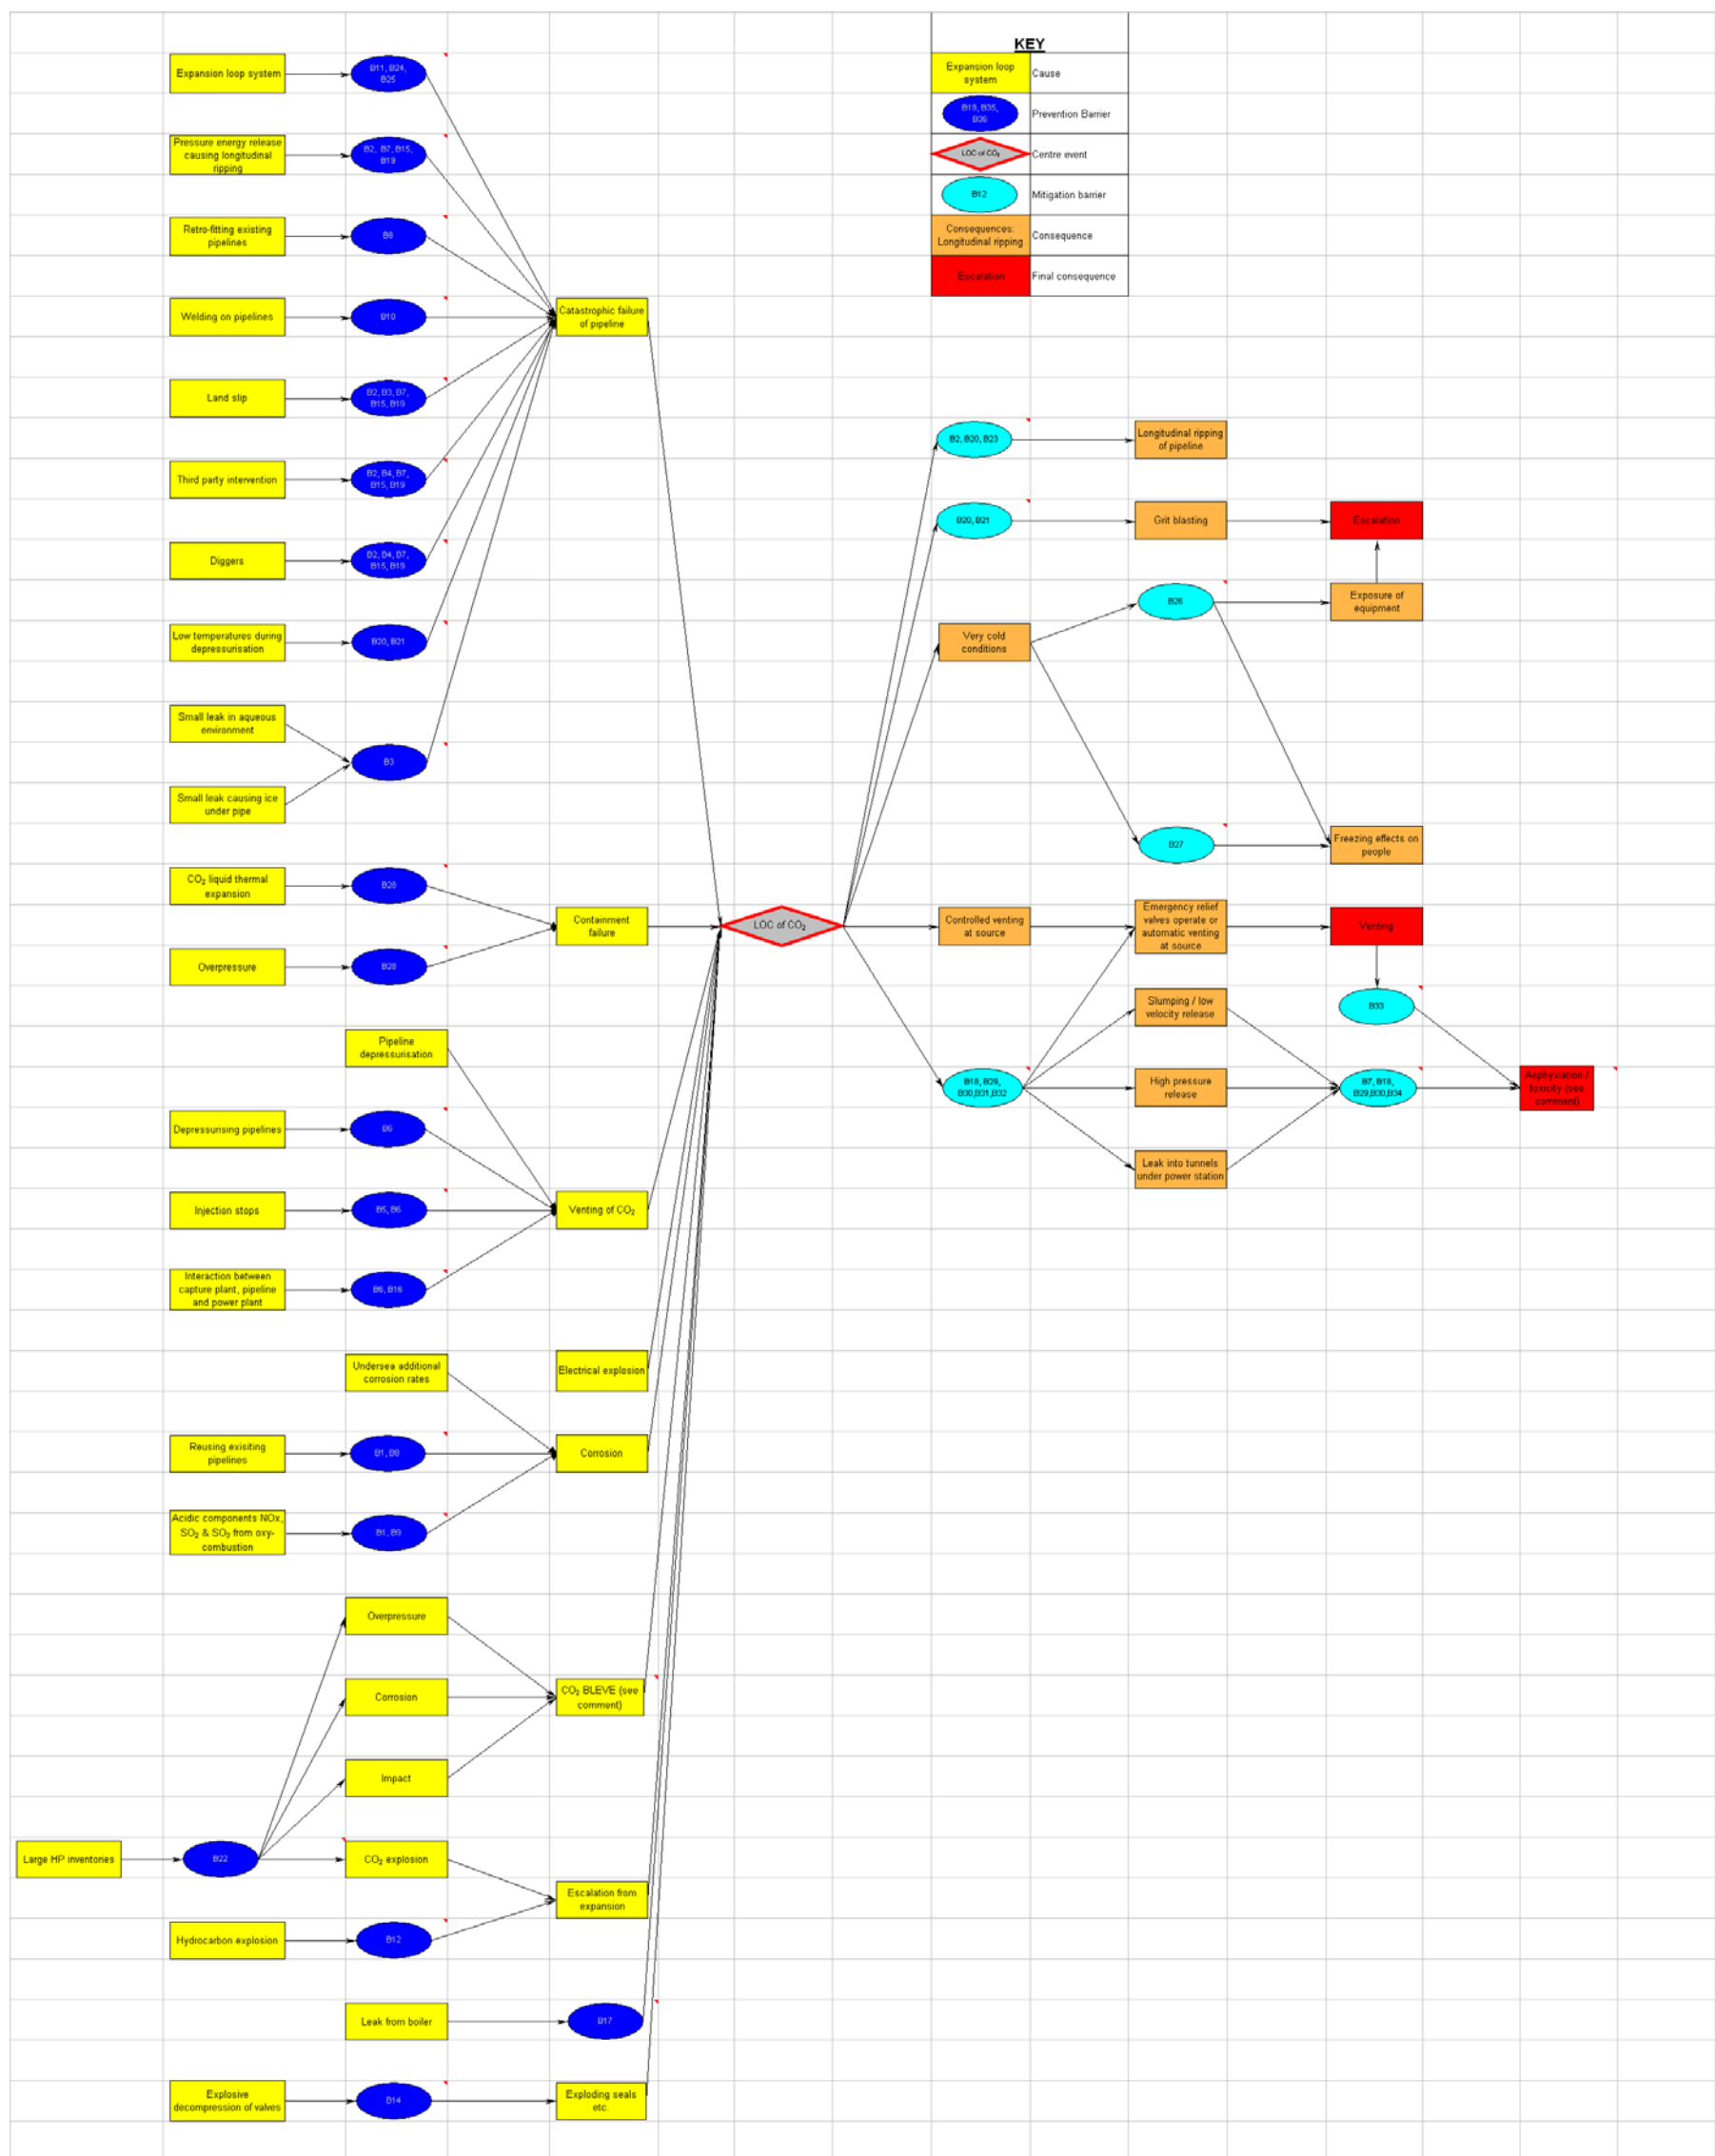 KEY
Expansion loop
system
Cause
B19, B35,
B36
Prevention Barrier
LOC of CO₂
Centre event
B12
Mitigation barrier
Consequences:
Longitudinal ripping
Consequence
Escalation
Final consequence
Expansion loop system
B11, B24,
B25
Pressure energy release
causing longitudinal
ripping
B2, B7, B15,
B19
Retro-fitting existing
pipelines
B8
Welding on pipelines
B10
Catastrophic failure
of pipeline
Land slip
B2, B3, B7,
B15, B19
B2, B20, B23
Longitudinal ripping
of pipeline
Third party intervention
B2, B4, B7,
B15, B19
B20, B21
Grit blasting
Escalation
Diggers
B2, B4, B7,
B15, B19
B26
Exposure of
equipment
Low temperatures during
depressurisation
B20, B21
Very cold
conditions
Small leak in aqueous
environment
B3
Small leak causing ice
under pipe
B27
Freezing effects on
people
CO₂ liquid thermal
expansion
B28
Containment
failure
LOC of CO₂
Controlled venting
at source
Emergency relief
valves operate or
automatic venting
at source
Venting
Overpressure
B28
Slumping / low
velocity release
B33
Pipeline
depressurisation
B18, B29,
B30,B31,B32
High pressure
release
B7, B18,
B29,B30,B34
Asphyxiation /
toxicity (see
comment)
Depressurising pipelines
B6
Leak into tunnels
under power station
Injection stops
B5, B6
Venting of CO₂
Interaction between
capture plant, pipeline
and power plant
B6, B16
Undersea additional
corrosion rates
Electrical explosion
Reusing exisiting
pipelines
B1, B8
Corrosion
Acidic components NOx,
SO₂ & SO₃ from oxy-
combustion
B1, B9
Overpressure
Corrosion
CO₂ BLEVE (see
comment)
Impact
Large HP inventories
B22
CO₂ explosion
Escalation from
expansion
Hydrocarbon explosion
B12
Leak from boiler
B17
Explosive
decompression of valves
B14
Exploding seals
etc.